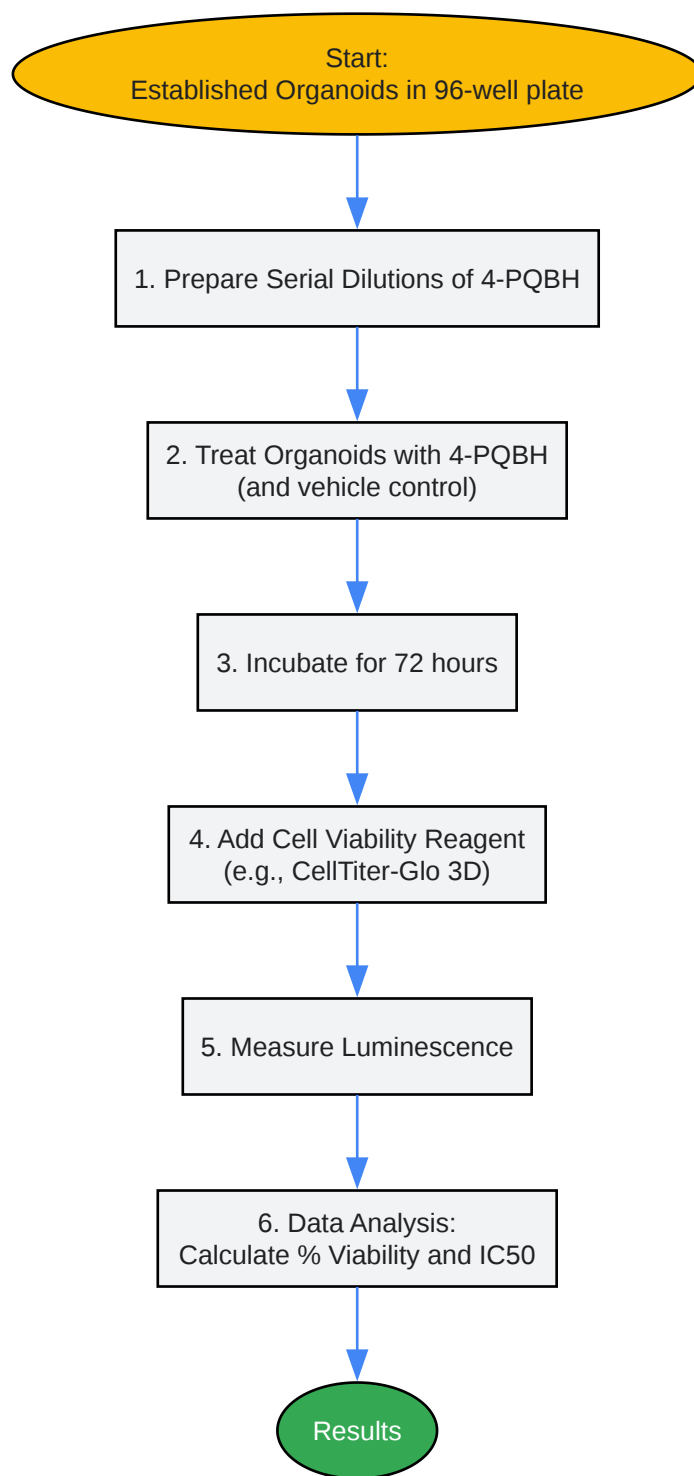 Start:
Established Organoids in 96-well plate
1. Prepare Serial Dilutions of 4-PQBH
2. Treat Organoids with 4-PQBH
(and vehicle control)
3. Incubate for 72 hours
4. Add Cell Viability Reagent
(e.g., CellTiter-Glo 3D)
5. Measure Luminescence
6. Data Analysis:
Calculate % Viability and IC50
Results